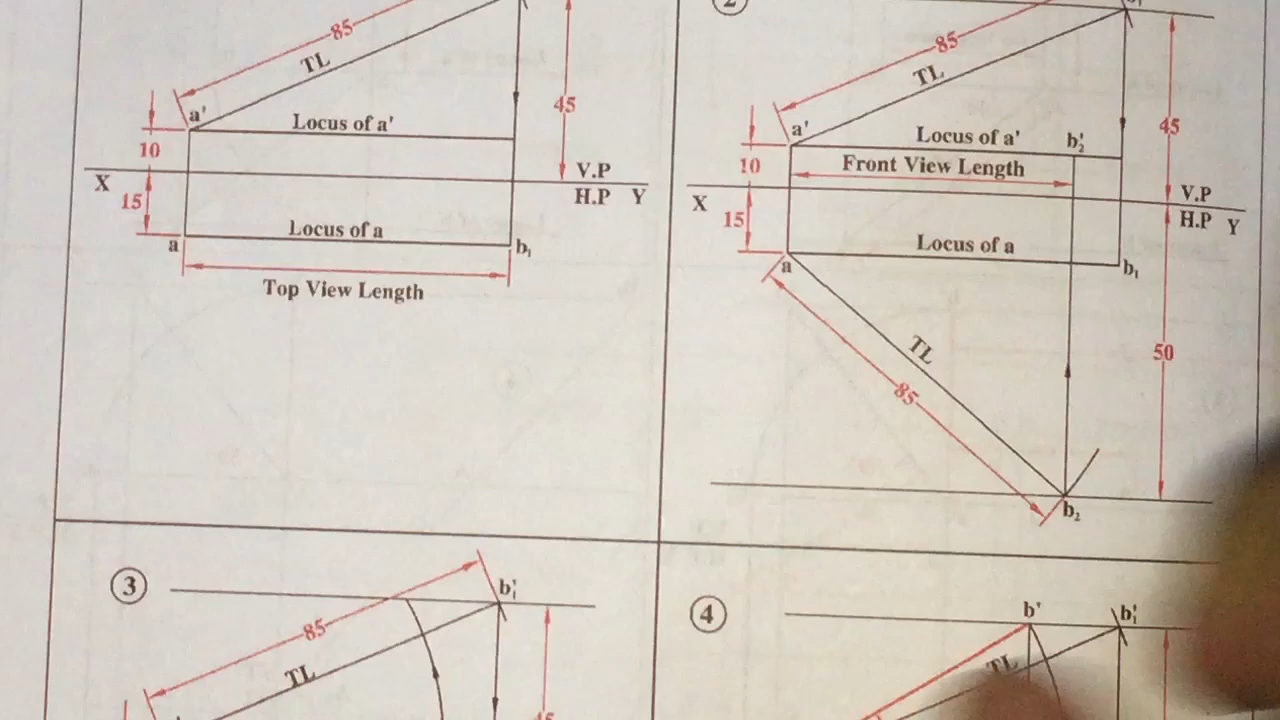 85
TL
a'
Locus of a'
10
45
X
V.P
15
H.P Y
a
Locus of a
b₁
Top View Length
2
85
TL
a'
Locus of a'
b₂'
10
Front View Length
45
X
V.P
15
H.P Y
a
Locus of a
b₁
TL
85
50
b₂
3
b₁'
85
TL
4
b'
b₁'
TL